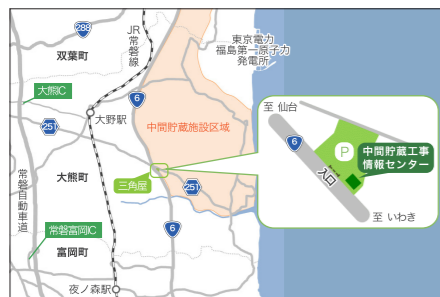 288
双葉町
JR
常磐線
東京電力
福島第一原子力
発電所
大熊IC
6
251
大野駅
中間貯蔵施設区域
大熊町
三角屋
251
常磐自動車道
常磐富岡IC
富岡町
6
夜ノ森駅
至 仙台
6
P
中間貯蔵工事
情報センター
入口
至 いわき